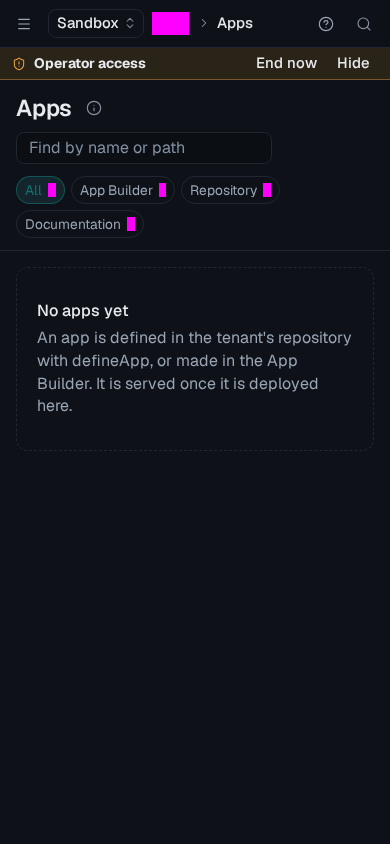 Sandbox
Apps
Operator access
End now
Hide
Apps
Find by name or path
All
App Builder
Repository
Documentation
No apps yet
An app is defined in the tenant's repository
with defineApp, or made in the App
Builder. It is served once it is deployed
here.